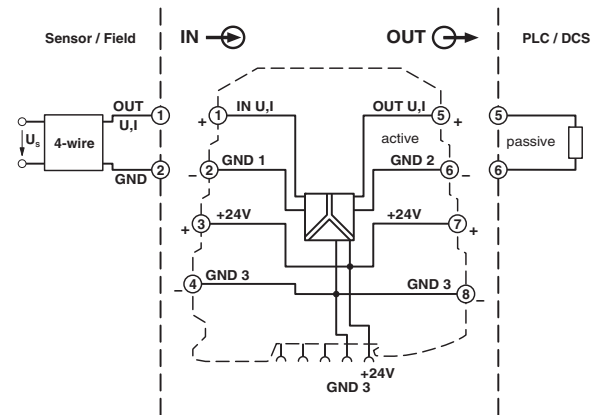 Sensor / Field
IN
OUT
PLC / DCS
OUT
U,I
1
+
1
IN U,I
OUT U,I
5
+
5
Us
4-wire
active
passive
GND
2
–
2
GND 1
GND 2
6
–
6
+
3
+24V
+24V
7
+
–
4
GND 3
GND 3
8
–
+24V
GND 3